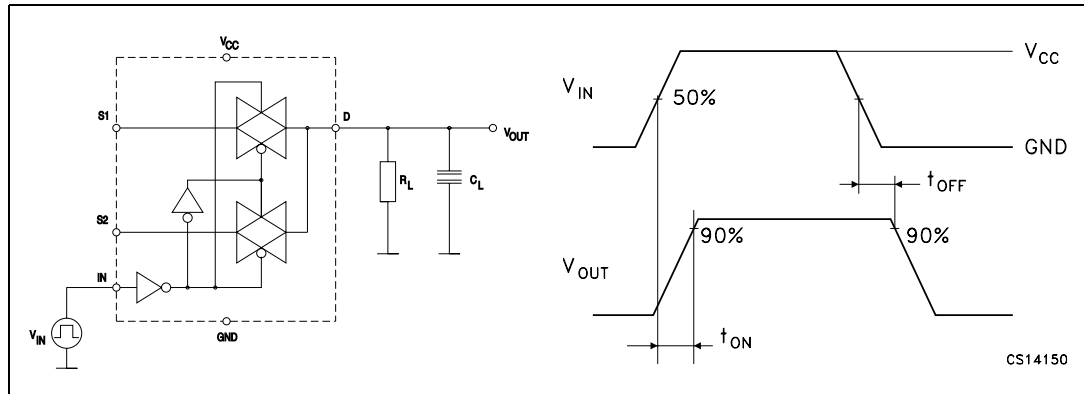 V_CC
S1
D
V_OUT
R_L
C_L
S2
IN
V_IN
GND
V_CC
V_IN
50%
GND
t_OFF
90%
90%
V_OUT
t_ON
CS14150